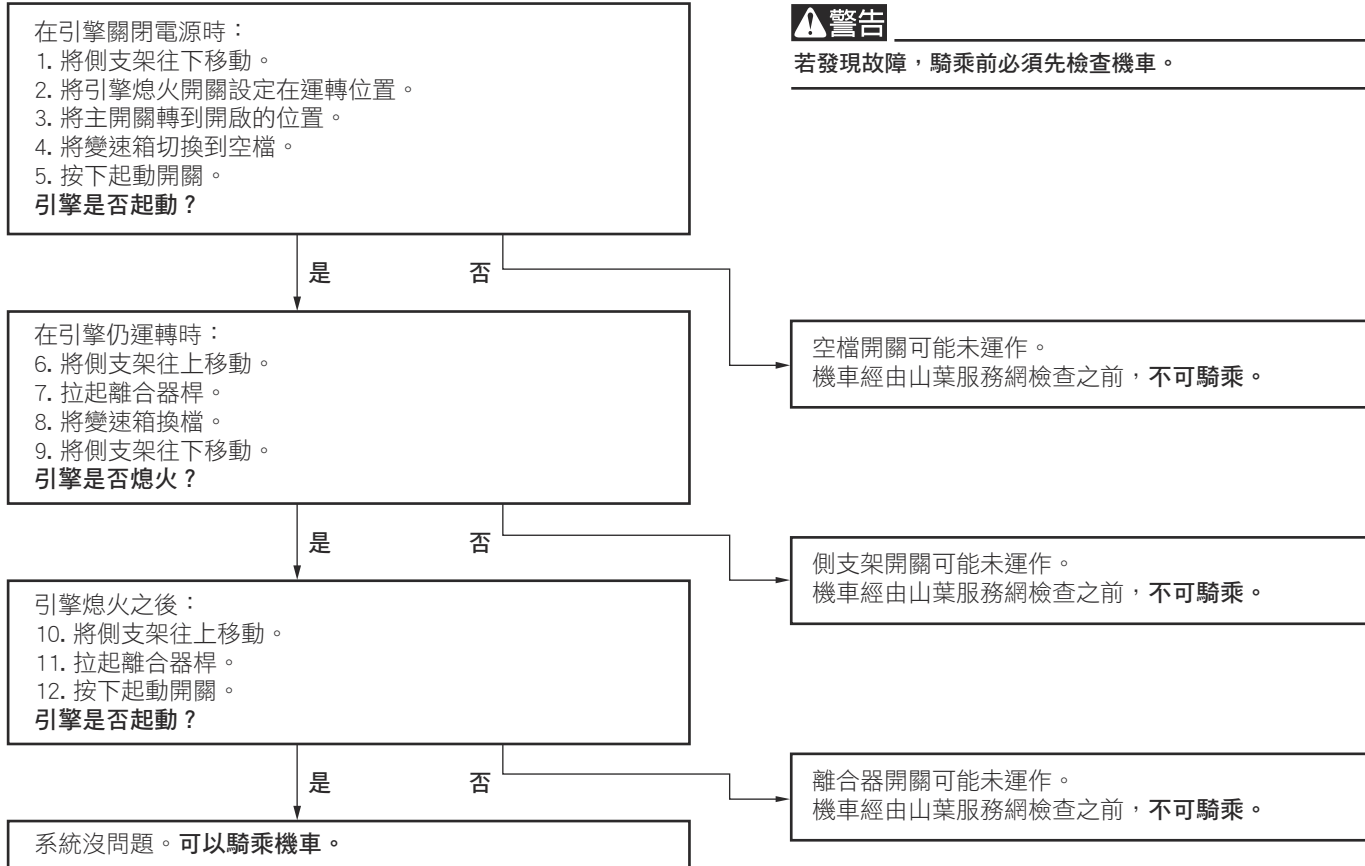 在引擎關閉電源時：
1. 將側支架往下移動。
2. 將引擎熄火開關設定在運轉位置。
3. 將主開關轉到開啟的位置。
4. 將變速箱切換到空檔。
5. 按下起動開關。
引擎是否起動？
警告
若發現故障，騎乘前必須先檢查機車。
是
否
在引擎仍運轉時：
6. 將側支架往上移動。
7. 拉起離合器桿。
8. 將變速箱換檔。
9. 將側支架往下移動。
引擎是否熄火？
空檔開關可能未運作。
機車經由山葉服務網檢查之前，不可騎乘。
是
否
引擎熄火之後：
10. 將側支架往上移動。
11. 拉起離合器桿。
12. 按下起動開關。
引擎是否起動？
側支架開關可能未運作。
機車經由山葉服務網檢查之前，不可騎乘。
是
否
離合器開關可能未運作。
機車經由山葉服務網檢查之前，不可騎乘。
系統沒問題。可以騎乘機車。